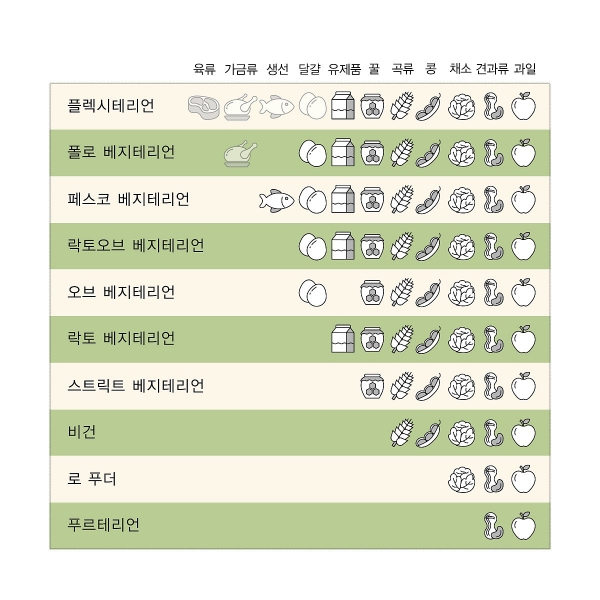 육류 가금류 생선 달걀 유제품 꿀 곡류 콩 채소 견과류 과일
플렉시테리언
폴로 베지테리언
페스코 베지테리언
락토오브 베지테리언
오브 베지테리언
락토 베지테리언
스트릭트 베지테리언
비건
로 푸더
푸르테리언